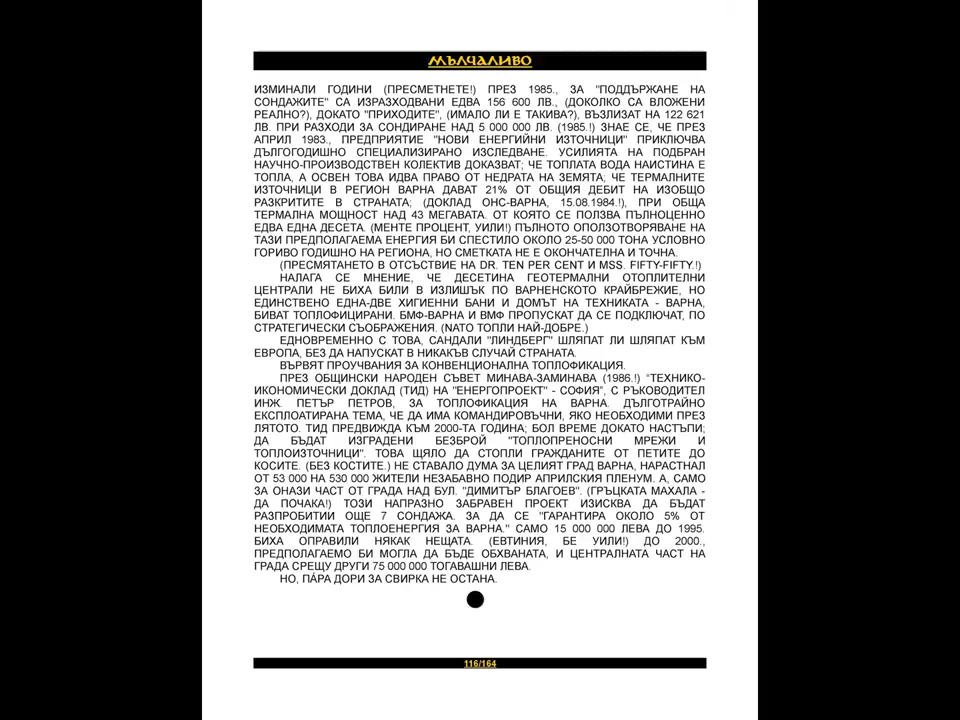 МЪЛЧАЛИВО
ИЗМИНАЛИ ГОДИНИ (ПРЕСМЕТНЕТЕ!) ПРЕЗ 1985., ЗА "ПОДДЪРЖАНЕ НА
СОНДАЖИТЕ" СА ИЗРАЗХОДВАНИ ЕДВА 156 600 ЛВ., (ДОКОЛКО СА ВЛОЖЕНИ
РЕАЛНО?), ДОКАТО "ПРИХОДИТЕ", (ИМАЛО ЛИ Е ТАКИВА?), ВЪЗЛИЗАТ НА 122 621
ЛВ. ПРИ РАЗХОДИ ЗА СОНДИРАНЕ НАД 5 000 000 ЛВ. (1985.!) ЗНАЕ СЕ, ЧЕ ПРЕЗ
АПРИЛ 1983., ПРЕДПРИЯТИЕ "НОВИ ЕНЕРГИЙНИ ИЗТОЧНИЦИ" ПРИКЛЮЧВА
ДЪЛГОГОДИШНО СПЕЦИАЛИЗИРАНО ИЗСЛЕДВАНЕ. УСИЛИЯТА НА ПОДБРАН
НАУЧНО-ПРОИЗВОДСТВЕН КОЛЕКТИВ ДОКАЗВАТ; ЧЕ ТОПЛАТА ВОДА НАИСТИНА Е
ТОПЛА, А ОСВЕН ТОВА ИДВА ПРАВО ОТ НЕДРАТА НА ЗЕМЯТА; ЧЕ ТЕРМАЛНИТЕ
ИЗТОЧНИЦИ В РЕГИОН ВАРНА ДАВАТ 21% ОТ ОБЩИЯ ДЕБИТ НА ИЗОБЩО
РАЗКРИТИТЕ В СТРАНАТА; (ДОКЛАД ОНС-ВАРНА, 15.08.1984.!), ПРИ ОБЩА
ТЕРМАЛНА МОЩНОСТ НАД 43 МЕГАВАТА. ОТ КОЯТО СЕ ПОЛЗВА ПЪЛНОЦЕННО
ЕДВА ЕДНА ДЕСЕТА. (МЕНТЕ ПРОЦЕНТ, УИЛИ!) ПЪЛНОТО ОПОЛЗОТВОРЯВАНЕ НА
ТАЗИ ПРЕДПОЛАГАЕМА ЕНЕРГИЯ БИ СПЕСТИЛО ОКОЛО 25-50 000 ТОНА УСЛОВНО
ГОРИВО ГОДИШНО НА РЕГИОНА, НО СМЕТКАТА НЕ Е ОКОНЧАТЕЛНА И ТОЧНА.
(ПРЕСМЯТАНЕТО В ОТСЪСТВИЕ НА DR. TEN PER CENT И MSS. FIFTY-FIFTY.!)
НАЛАГА СЕ МНЕНИЕ, ЧЕ ДЕСЕТИНА ГЕОТЕРМАЛНИ ОТОПЛИТЕЛНИ
ЦЕНТРАЛИ НЕ БИХА БИЛИ В ИЗЛИШЪК ПО ВАРНЕНСКОТО КРАЙБРЕЖИЕ, НО
ЕДИНСТВЕНО ЕДНА-ДВЕ ХИГИЕННИ БАНИ И ДОМЪТ НА ТЕХНИКАТА - ВАРНА,
БИВАТ ТОПЛОФИЦИРАНИ. БМФ-ВАРНА И ВМФ ПРОПУСКАТ ДА СЕ ПОДКЛЮЧАТ, ПО
СТРАТЕГИЧЕСКИ СЪОБРАЖЕНИЯ. (NATO ТОПЛИ НАЙ-ДОБРЕ.)
ЕДНОВРЕМЕННО С ТОВА, САНДАЛИ "ЛИНДБЕРГ" ШЛЯПАТ ЛИ ШЛЯПАТ КЪМ
ЕВРОПА, БЕЗ ДА НАПУСКАТ В НИКАКЪВ СЛУЧАЙ СТРАНАТА.
ВЪРВЯТ ПРОУЧВАНИЯ ЗА КОНВЕНЦИОНАЛНА ТОПЛОФИКАЦИЯ.
ПРЕЗ ОБЩИНСКИ НАРОДЕН СЪВЕТ МИНАВА-ЗАМИНАВА (1986.!) "ТЕХНИКО-
ИКОНОМИЧЕСКИ ДОКЛАД (ТИД) НА "ЕНЕРГОПРОЕКТ" - СОФИЯ", С РЪКОВОДИТЕЛ
ИНЖ. ПЕТЪР ПЕТРОВ, ЗА ТОПЛОФИКАЦИЯ НА ВАРНА. ДЪЛГОТРАЙНО
ЕКСПЛОАТИРАНА ТЕМА, ЧЕ ДА ИМА КОМАНДИРОВЪЧНИ, ЯКО НЕОБХОДИМИ ПРЕЗ
ЛЯТОТО. ТИД ПРЕДВИЖДА КЪМ 2000-ТА ГОДИНА; БОЛ ВРЕМЕ ДОКАТО НАСТЪПИ;
ДА БЪДАТ ИЗГРАДЕНИ БЕЗБРОЙ "ТОПЛОПРЕНОСНИ МРЕЖИ И
ТОПЛОИЗТОЧНИЦИ". ТОВА ЩЯЛО ДА СТОПЛИ ГРАЖДАНИТЕ ОТ ПЕТИТЕ ДО
КОСИТЕ. (БЕЗ КОСТИТЕ.) НЕ СТАВАЛО ДУМА ЗА ЦЕЛИЯТ ГРАД ВАРНА, НАРАСТНАЛ
ОТ 53 000 НА 530 000 ЖИТЕЛИ НЕЗАБАВНО ПОДИР АПРИЛСКИЯ ПЛЕНУМ. А, САМО
ЗА ОНАЗИ ЧАСТ ОТ ГРАДА НАД БУЛ. "ДИМИТЪР БЛАГОЕВ". (ГРЪЦКАТА МАХАЛА -
ДА ПОЧАКА!) ТОЗИ НАПРАЗНО ЗАБРАВЕН ПРОЕКТ ИЗИСКВА ДА БЪДАТ
РАЗПРОБИТИИ ОЩЕ 7 СОНДАЖА. ЗА ДА СЕ "ГАРАНТИРА ОКОЛО 5% ОТ
НЕОБХОДИМАТА ТОПЛОЕНЕРГИЯ ЗА ВАРНА." САМО 15 000 000 ЛЕВА ДО 1995.
БИХА ОПРАВИЛИ НЯКАК НЕЩАТА. (ЕВТИНИЯ, БЕ УИЛИ!) ДО 2000.,
ПРЕДПОЛАГАЕМО БИ МОГЛА ДА БЪДЕ ОБХВАНАТА, И ЦЕНТРАЛНАТА ЧАСТ НА
ГРАДА СРЕЩУ ДРУГИ 75 000 000 ТОГАВАШНИ ЛЕВА.
НО, ПА́РА ДОРИ ЗА СВИРКА НЕ ОСТАНА.
116/164